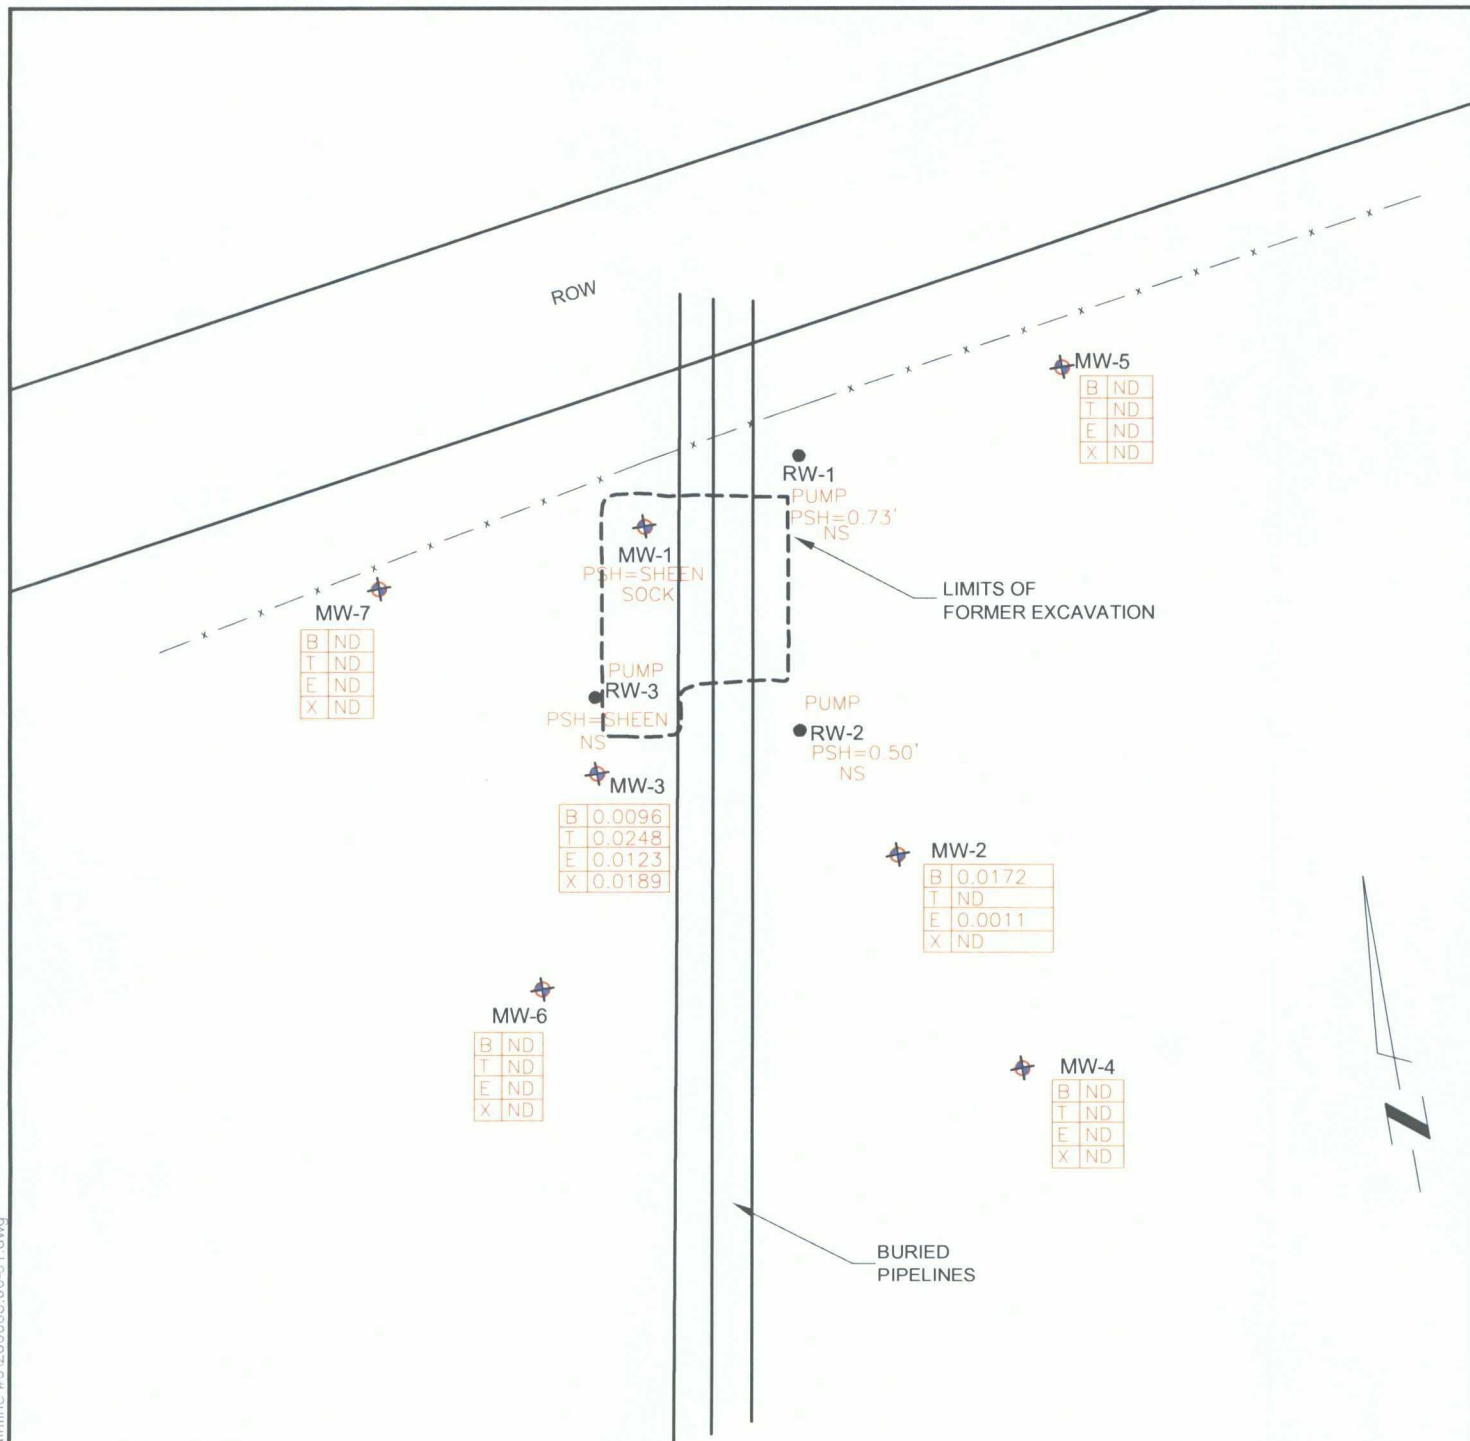 ROW
MW-5
B ND
T ND
E ND
X ND
RW-1
PUMP
PSH=0.73'
NS
MW-1
PSH=SHEEN
SOCK
LIMITS OF
FORMER EXCAVATION
MW-7
B ND
T ND
E ND
X ND
PUMP
RW-3
PSH=SHEEN
NS
PUMP
RW-2
PSH=0.50'
NS
MW-3
B 0.0096
T 0.0248
E 0.0123
X 0.0189
MW-2
B 0.0172
T ND
E 0.0011
X ND
MW-6
B ND
T ND
E ND
X ND
MW-4
B ND
T ND
E ND
X ND
N
BURIED
PIPELINES